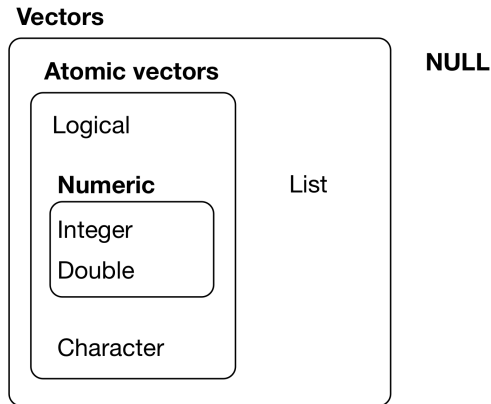 Vectors
NULL
Atomic vectors
Logical
Numeric
List
Integer
Double
Character